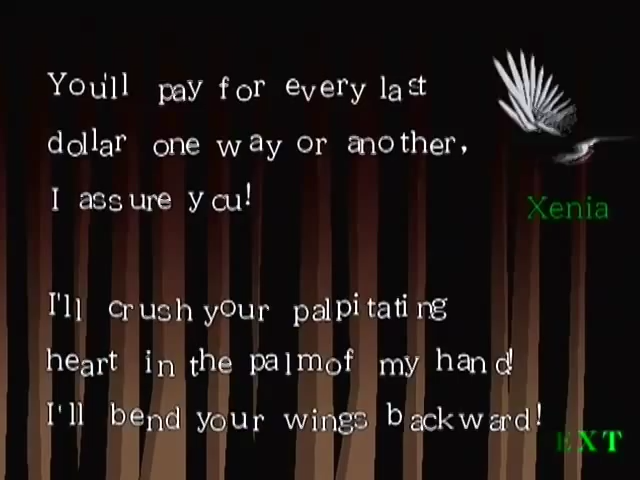 You'll pay for every last
dollar one way or another,
I assure you!
Xenia
I'll crush your palpitating
heart in the palm of my hand!
I'll bend your wings backward!
EXT